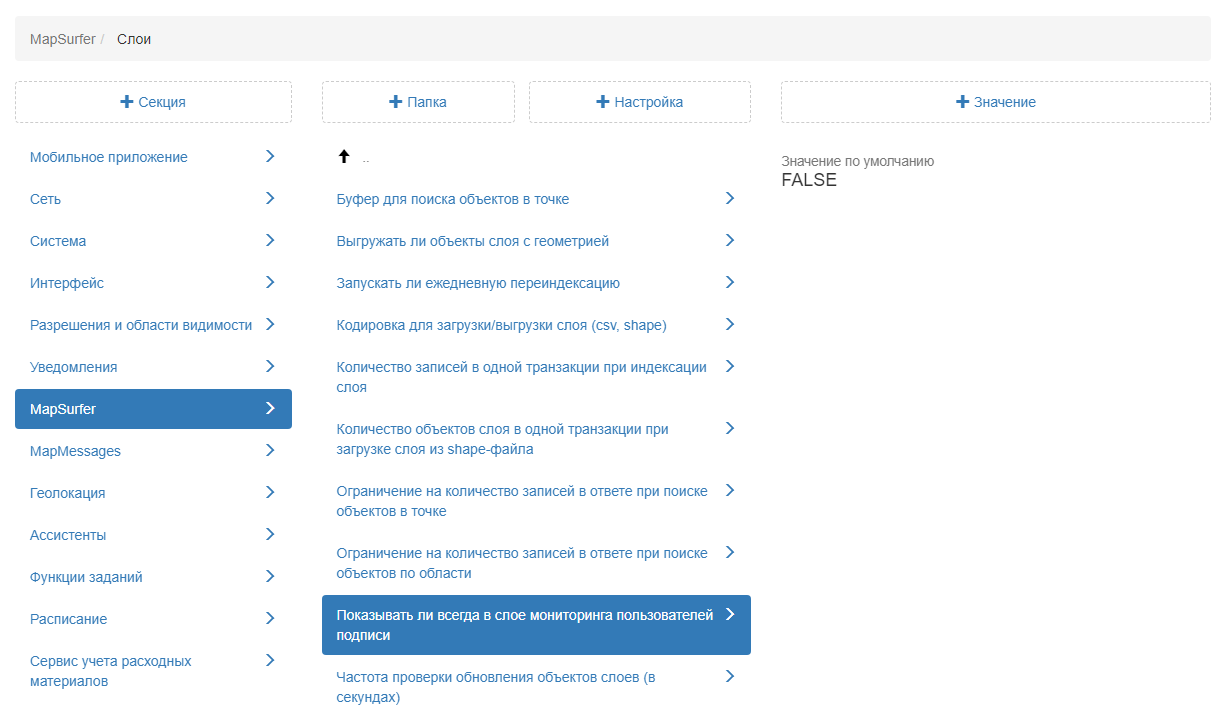 MapSurfer / Слои
Секция
Папка
Настройка
Значение
Мобильное приложение
Сеть
Система
Интерфейс
Разрешения и области видимости
Уведомления
MapSurfer
MapMessages
Геолокация
Ассистенты
Функции заданий
Расписание
Сервис учета расходных
материалов
..
Буфер для поиска объектов в точке
Выгружать ли объекты слоя с геометрией
Запускать ли ежедневную переиндексацию
Кодировка для загрузки/выгрузки слоя (csv, shape)
Количество записей в одной транзакции при индексации
слоя
Количество объектов слоя в одной транзакции при
загрузке слоя из shape-файла
Ограничение на количество записей в ответе при поиске
объектов в точке
Ограничение на количество записей в ответе при поиске
объектов по области
Показывать ли всегда в слое мониторинга пользователей
подписи
Частота проверки обновления объектов слоев (в
секундах)
Значение по умолчанию
FALSE